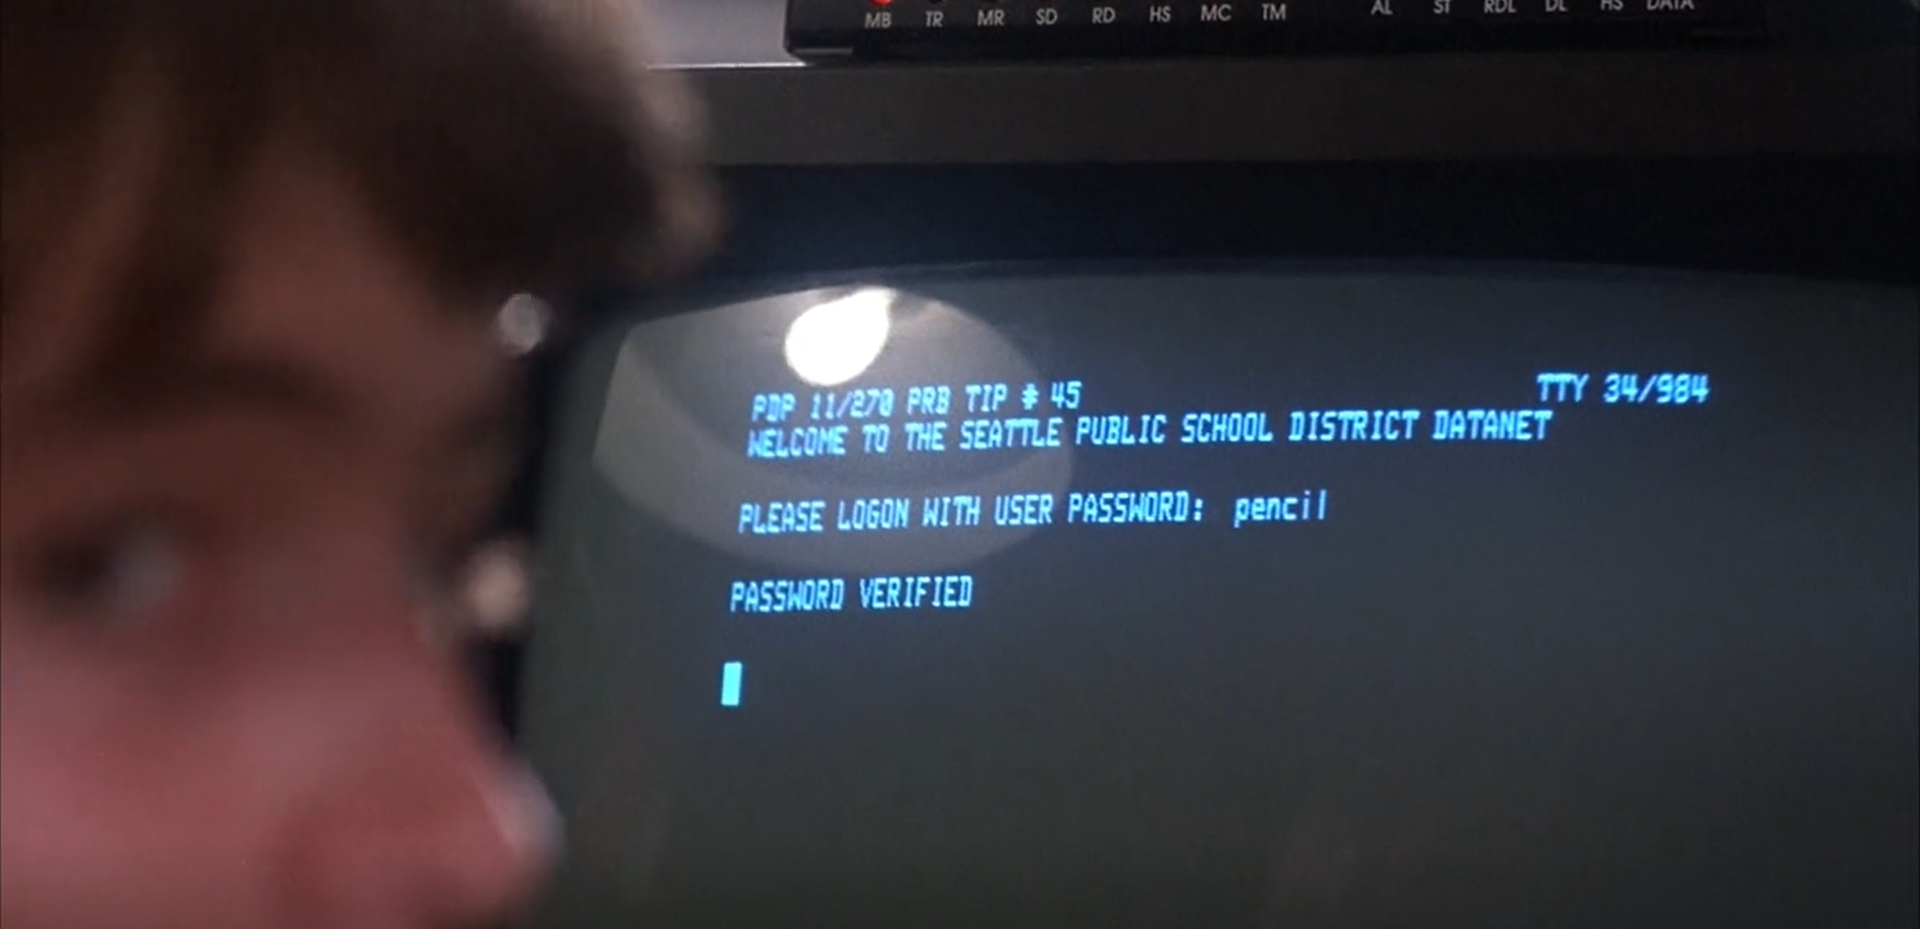 MB TR MR SD RD HS MC TM AL ST RDL DL HS DATA
PDP 11/270 PRB TIP # 45 TTY 34/984
WELCOME TO THE SEATTLE PUBLIC SCHOOL DISTRICT DATANET
PLEASE LOGON WITH USER PASSWORD: pencil
PASSWORD VERIFIED